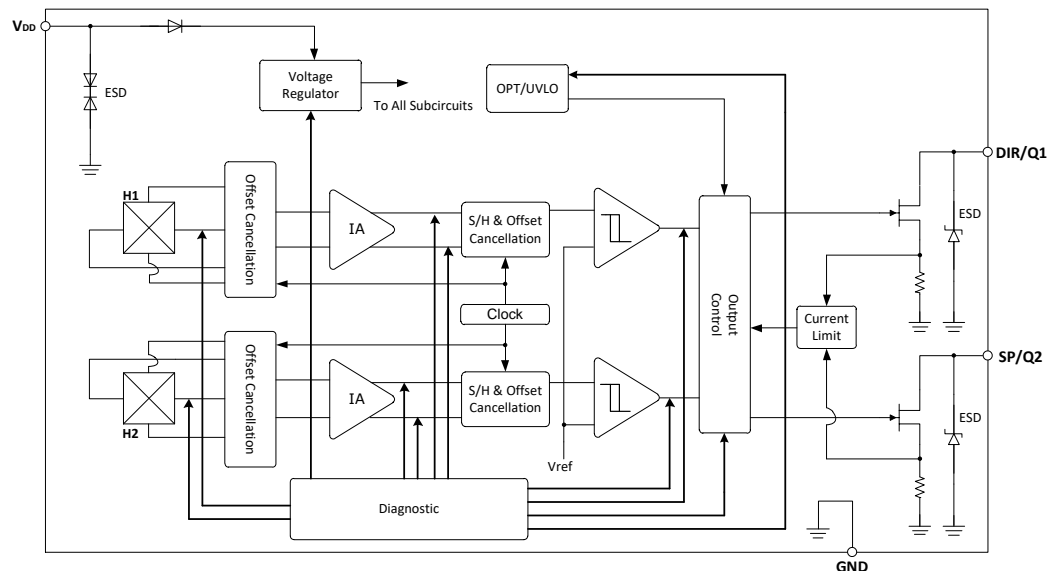 VDD
ESD
Voltage
Regulator
To All Subcircuits
OPT/UVLO
DIR/Q1
ESD
H1
Offset Cancellation
IA
S/H & Offset
Cancellation
Clock
Output
Control
Current
Limit
SP/Q2
ESD
H2
Offset Cancellation
IA
S/H & Offset
Cancellation
Vref
Diagnostic
GND